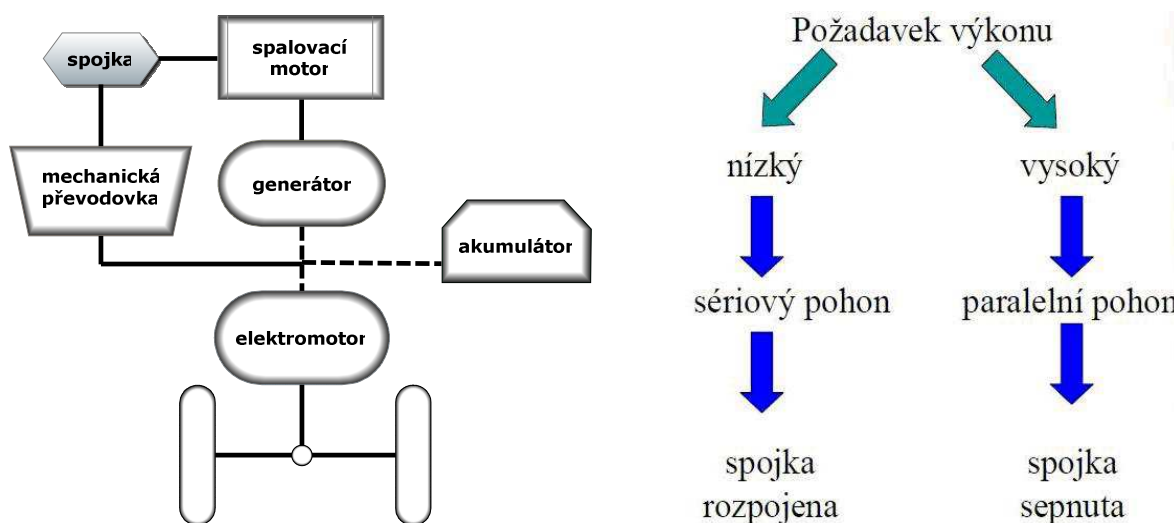 spojka
spalovací
motor
mechanická
převodovka
generátor
akumulátor
elektromotor
Požadavek výkonu
nízký
vysoký
sériový pohon
paralelní pohon
spojka
rozpojena
spojka
sepnuta